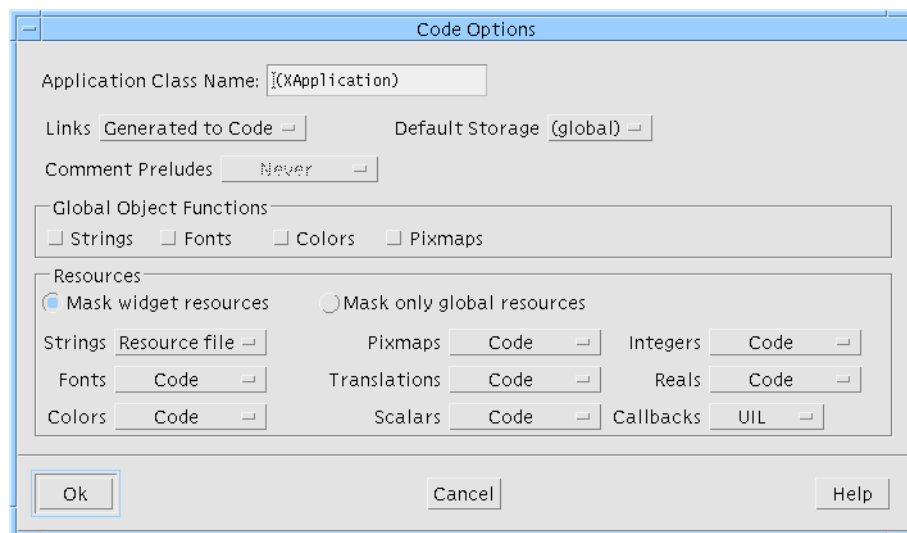 Code Options
Application Class Name: (XApplication)
Links Generated to Code Default Storage (global)
Comment Preludes Never
Global Object Functions
Strings Fonts Colors Pixmaps
Resources
Mask widget resources Mask only global resources
Strings Resource file Pixmaps Code Integers Code
Fonts Code Translations Code Reals Code
Colors Code Scalars Code Callbacks UIL
Ok Cancel Help